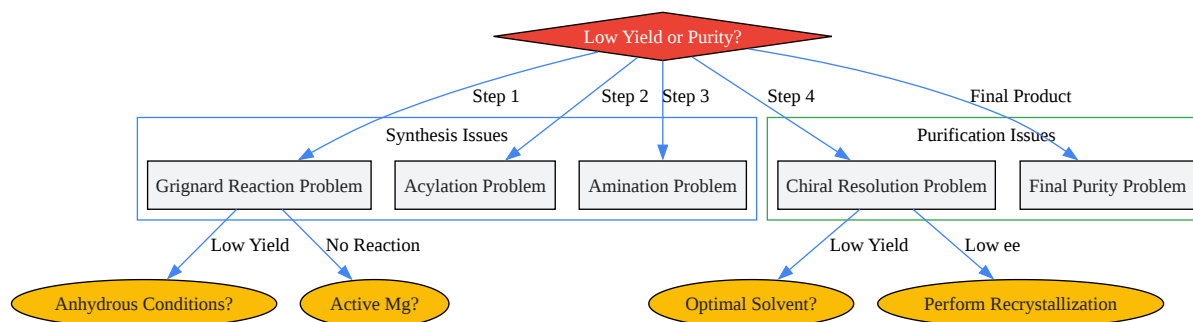 Low Yield or Purity?
Step 1
Step 2
Step 3
Step 4
Final Product
Synthesis Issues
Purification Issues
Grignard Reaction Problem
Acylation Problem
Amination Problem
Chiral Resolution Problem
Final Purity Problem
Low Yield
No Reaction
Low Yield
Low ee
Anhydrous Conditions?
Active Mg?
Optimal Solvent?
Perform Recrystallization